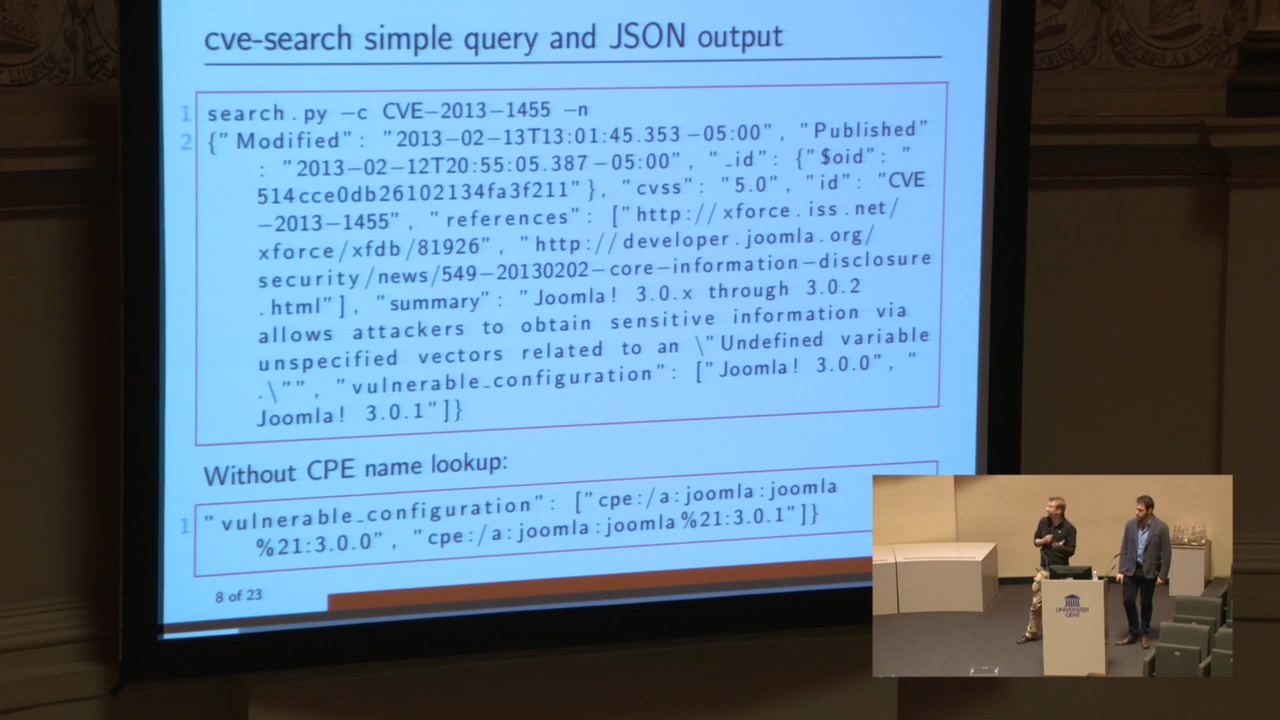 cve-search simple query and JSON output
1 search.py -c CVE-2013-1455 -n
2 {"Modified": "2013-02-13T13:01:45.353-05:00", "Published"
: "2013-02-12T20:55:05.387-05:00", "_id": {"$oid": "
514cce0db26102134fa3f211"}, "cvss": "5.0", "id": "CVE
-2013-1455", "references": ["http://xforce.iss.net/
xforce/xfdb/81926", "http://developer.joomla.org/
security/news/549-20130202-core-information-disclosure
.html"], "summary": "Joomla! 3.0.x through 3.0.2
allows attackers to obtain sensitive information via
unspecified vectors related to an \"Undefined variable
.\"", "vulnerable_configuration": ["Joomla! 3.0.0", "
Joomla! 3.0.1"]}
Without CPE name lookup:
1 "vulnerable_configuration": ["cpe:/a:joomla:joomla
%21:3.0.0", "cpe:/a:joomla:joomla%21:3.0.1"]}
8 of 23
UNIVERSITEIT
GENT